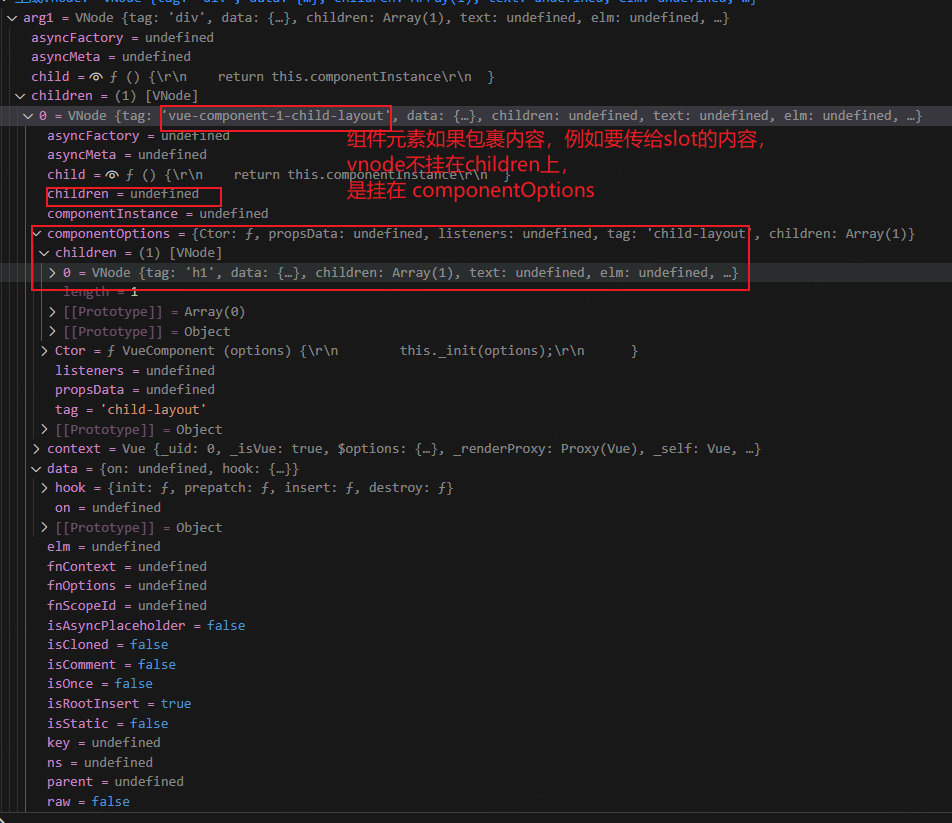 arg1 = VNode {tag: 'div', data: {…}, children: Array(1), text: undefined, elm: undefined, …}
asyncFactory = undefined
asyncMeta = undefined
child = ƒ () {\r\n    return this.componentInstance\r\n  }
children = (1) [VNode]
0 = VNode {tag: 'vue-component-1-child-layout', data: {…}, children: undefined, text: undefined, elm: undefined, …}
asyncFactory = undefined
组件元素如果包裹内容，例如要传给slot的内容，
asyncMeta = undefined
vnode不挂在children上，
child = ƒ () {\r\n    return this.componentInstance\r\n  }
是挂在 componentOptions
children = undefined
componentInstance = undefined
componentOptions = {Ctor: ƒ, propsData: undefined, listeners: undefined, tag: 'child-layout', children: Array(1)}
children = (1) [VNode]
0 = VNode {tag: 'h1', data: {…}, children: Array(1), text: undefined, elm: undefined, …}
length = 1
[[Prototype]] = Array(0)
[[Prototype]] = Object
Ctor = ƒ VueComponent (options) {\r\n        this._init(options);\r\n      }
listeners = undefined
propsData = undefined
tag = 'child-layout'
[[Prototype]] = Object
context = Vue {_uid: 0, _isVue: true, $options: {…}, _renderProxy: Proxy(Vue), _self: Vue, …}
data = {on: undefined, hook: {…}}
hook = {init: ƒ, prepatch: ƒ, insert: ƒ, destroy: ƒ}
on = undefined
[[Prototype]] = Object
elm = undefined
fnContext = undefined
fnOptions = undefined
fnScopeId = undefined
isAsyncPlaceholder = false
isCloned = false
isComment = false
isOnce = false
isRootInsert = true
isStatic = false
key = undefined
ns = undefined
parent = undefined
raw = false